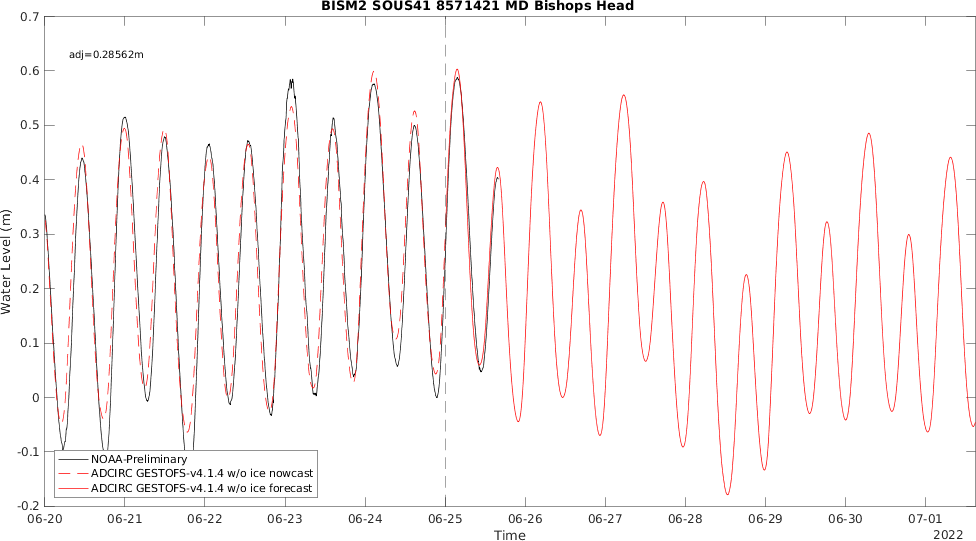 BISM2 SOUS41 8571421 MD Bishops Head
0.7
0.6
0.5
0.4
0.3
0.2
0.1
0
-0.1
-0.2
Water Level (m)
adj=0.28562m
NOAA-Preliminary
ADCIRC GESTOFS-v4.1.4 w/o ice nowcast
ADCIRC GESTOFS-v4.1.4 w/o ice forecast
06-20 06-21 06-22 06-23 06-24 06-25 06-26 06-27 06-28 06-29 06-30 07-01
Time
2022